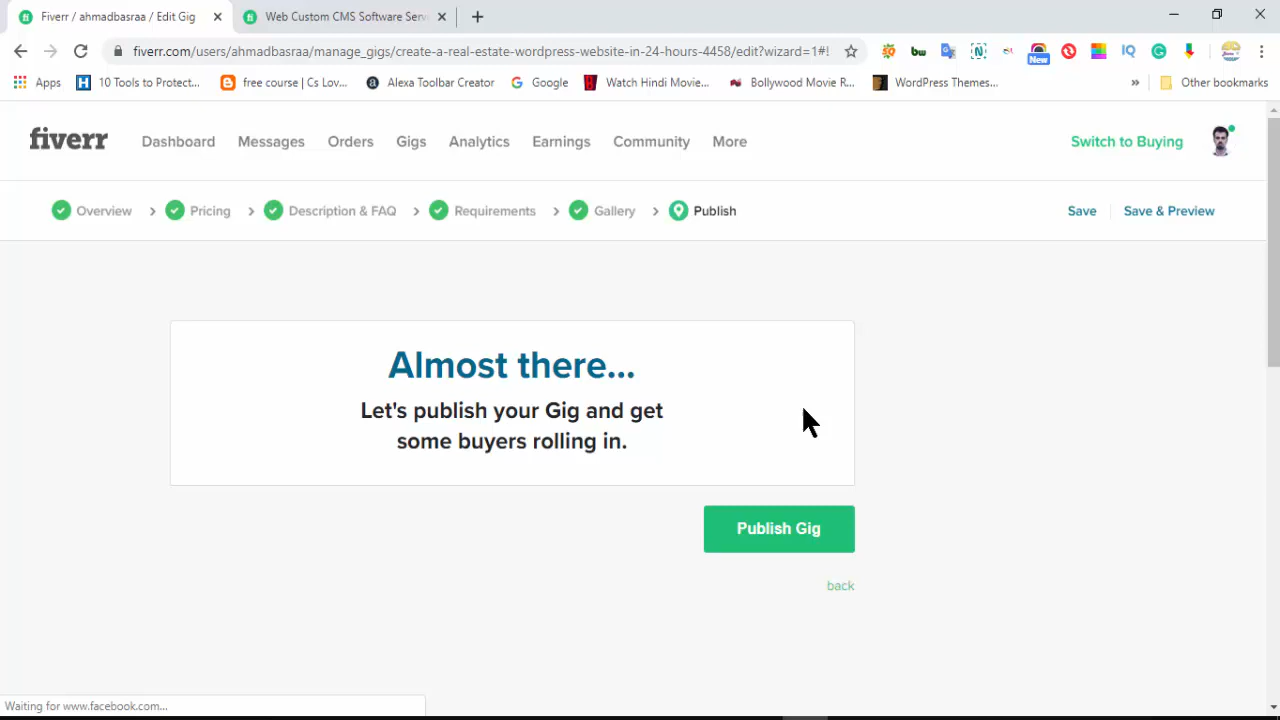 Fiverr / ahmadbasraa / Edit Gig
Web Custom CMS Software Serv
fiverr.com/users/ahmadbasraa/manage_gigs/create-a-real-estate-wordpress-website-in-24-hours-4458/edit?wizard=1#!
New
Apps
10 Tools to Protect...
free course | Cs Lov...
Alexa Toolbar Creator
Google
Watch Hindi Movie...
Bollywood Movie R...
WordPress Themes...
Other bookmarks
fiverr
Dashboard
Messages
Orders
Gigs
Analytics
Earnings
Community
More
Switch to Buying
Overview
Pricing
Description & FAQ
Requirements
Gallery
Publish
Save
Save & Preview
Almost there...
Let's publish your Gig and get
some buyers rolling in.
Publish Gig
back
Waiting for www.facebook.com...